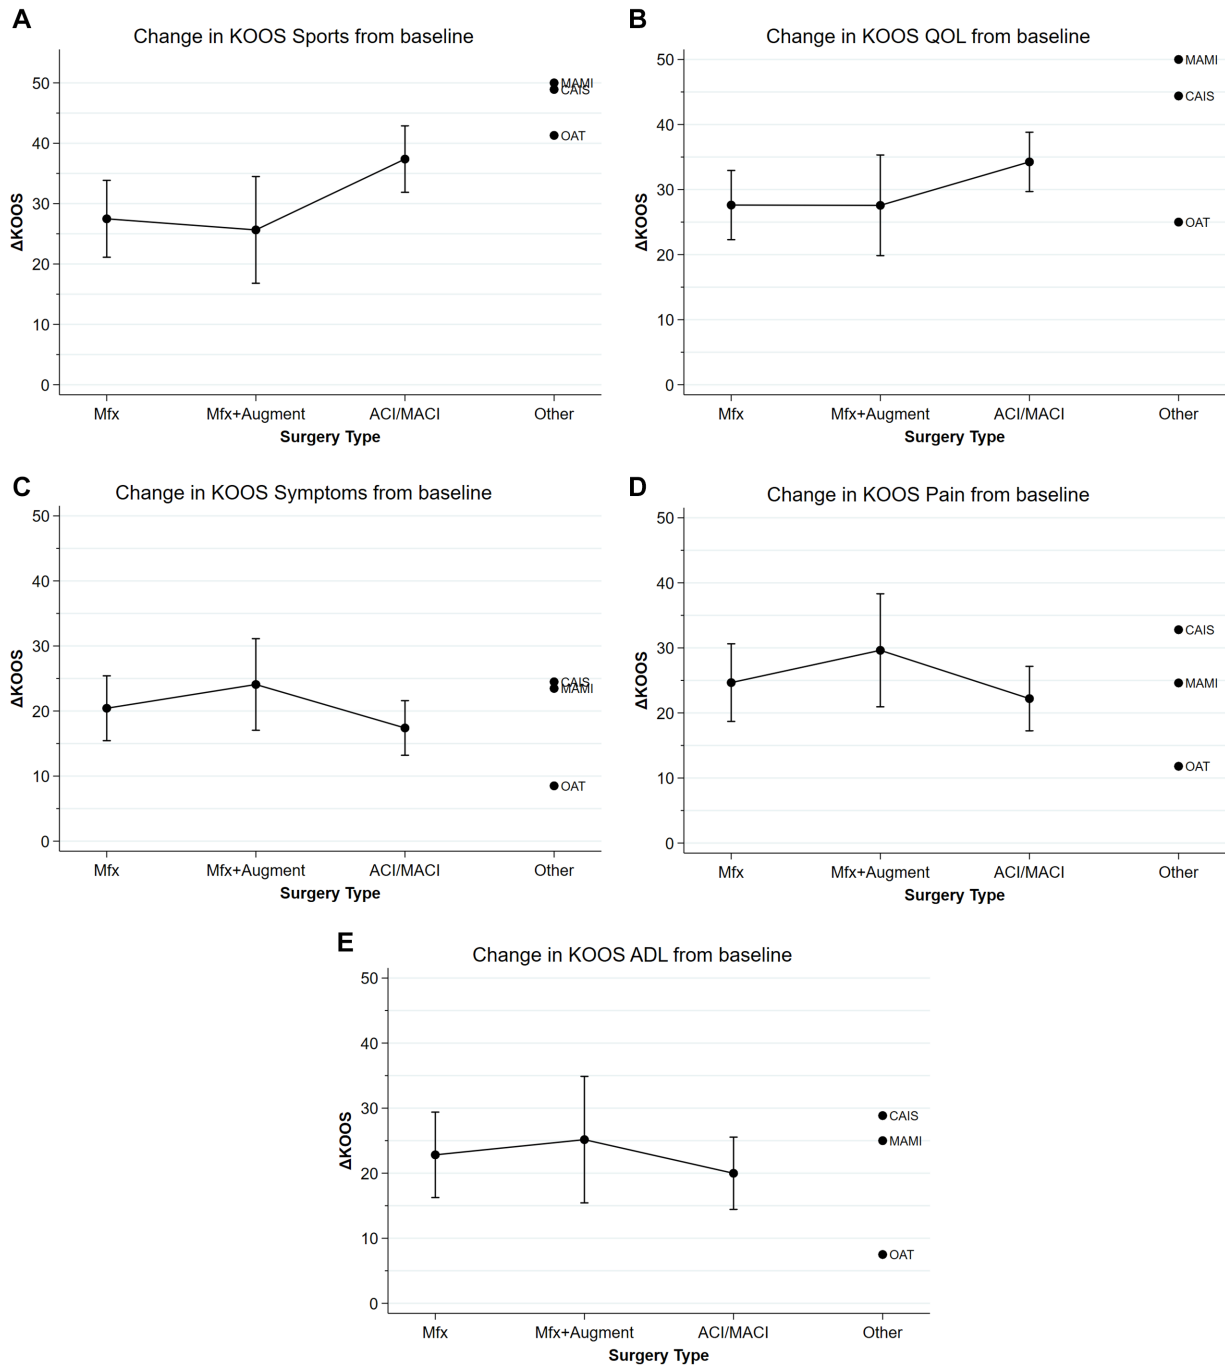 A
Change in KOOS Sports from baseline
50
40
30
20
10
0
ΔKOOS
MAMI
CAIS
OAT
Mfx Mfx+Augment ACI/MACI Other
Surgery Type
B
Change in KOOS QOL from baseline
50
40
30
20
10
0
ΔKOOS
MAMI
CAIS
OAT
Mfx Mfx+Augment ACI/MACI Other
Surgery Type
C
Change in KOOS Symptoms from baseline
50
40
30
20
10
0
ΔKOOS
CAIS
MAMI
OAT
Mfx Mfx+Augment ACI/MACI Other
Surgery Type
D
Change in KOOS Pain from baseline
50
40
30
20
10
0
ΔKOOS
CAIS
MAMI
OAT
Mfx Mfx+Augment ACI/MACI Other
Surgery Type
E
Change in KOOS ADL from baseline
50
40
30
20
10
0
ΔKOOS
CAIS
MAMI
OAT
Mfx Mfx+Augment ACI/MACI Other
Surgery Type